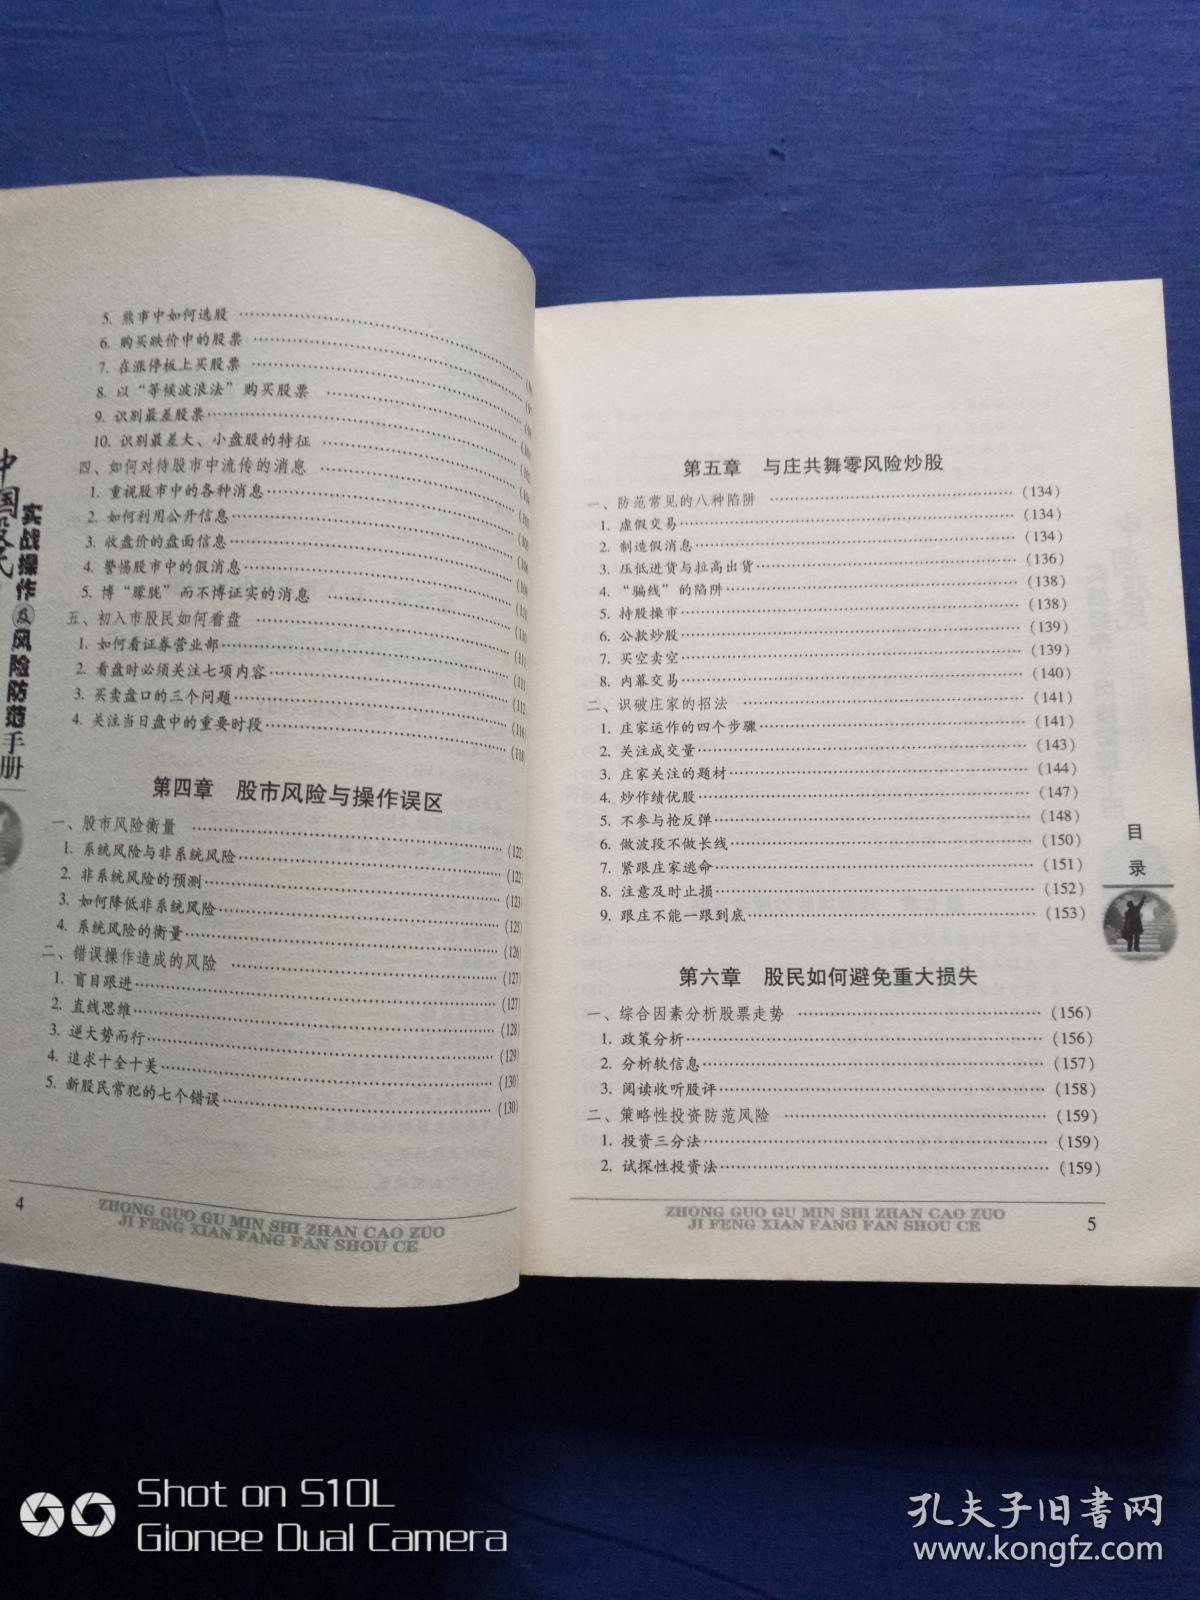 5. 熊市中如何选股
6. 购买跌价中的股票
7. 在涨停板上买股票
8. 以“等候波浪法”购买股票
9. 识别最差股票
10. 识别最差大、小盘股的特征
四、如何对待股市中流传的消息
1. 重视股市中的各种消息
2. 如何利用公开信息
3. 收盘价的盘面信息
4. 警惕股市中的假消息
5. 博“朦胧”而不博证实的消息
五、初入市股民如何看盘
1. 如何看证券营业部
2. 看盘时必须关注七项内容
3. 买卖盘口的三个问题
4. 关注当日盘中的重要时段
第四章 股市风险与操作误区
一、股市风险衡量 (122
1. 系统风险与非系统风险 (122
2. 非系统风险的预测 (123
3. 如何降低非系统风险 (125
4. 系统风险的衡量 (126
二、错误操作造成的风险 (127)
1. 盲目跟进 (127
2. 直线思维 (128
3. 逆大势而行 (129
4. 追求十全十美 (130)
5. 新股民常犯的七个错误 (130)
4
ZHONG GUO GU MIN SHI ZHAN CAO ZUO
JI FENG XIAN FANG FAN SHOU CE
中国股民
实战操作及风险防范手册
第五章 与庄共舞零风险炒股
一、防范常见的八种陷阱 (134)
1. 虚假交易 (134)
2. 制造假消息 (134)
3. 压低进货与拉高出货 (136)
4. “骗线”的陷阱 (138)
5. 持股操市 (138)
6. 公款炒股 (139)
7. 买空卖空 (139)
8. 内幕交易 (140)
二、识破庄家的招法 (141)
1. 庄家运作的四个步骤 (141)
2. 关注成交量 (143)
3. 庄家关注的题材 (144)
4. 炒作绩优股 (147)
5. 不参与抢反弹 (148)
6. 做波段不做长线 (150)
7. 紧跟庄家逃命 (151)
8. 注意及时止损 (152)
9. 跟庄不能一跟到底 (153)
第六章 股民如何避免重大损失
一、综合因素分析股票走势 (156)
1. 政策分析 (156)
2. 分析软信息 (157)
3. 阅读收听股评 (158)
二、策略性投资防范风险 (159)
1. 投资三分法 (159)
2. 试探性投资法 (159)
目录
ZHONG GUO GU MIN SHI ZHAN CAO ZUO
JI FENG XIAN FANG FAN SHOU CE
5
Shot on S10L
Gionee Dual Camera
孔夫子旧书网
www.kongfz.com